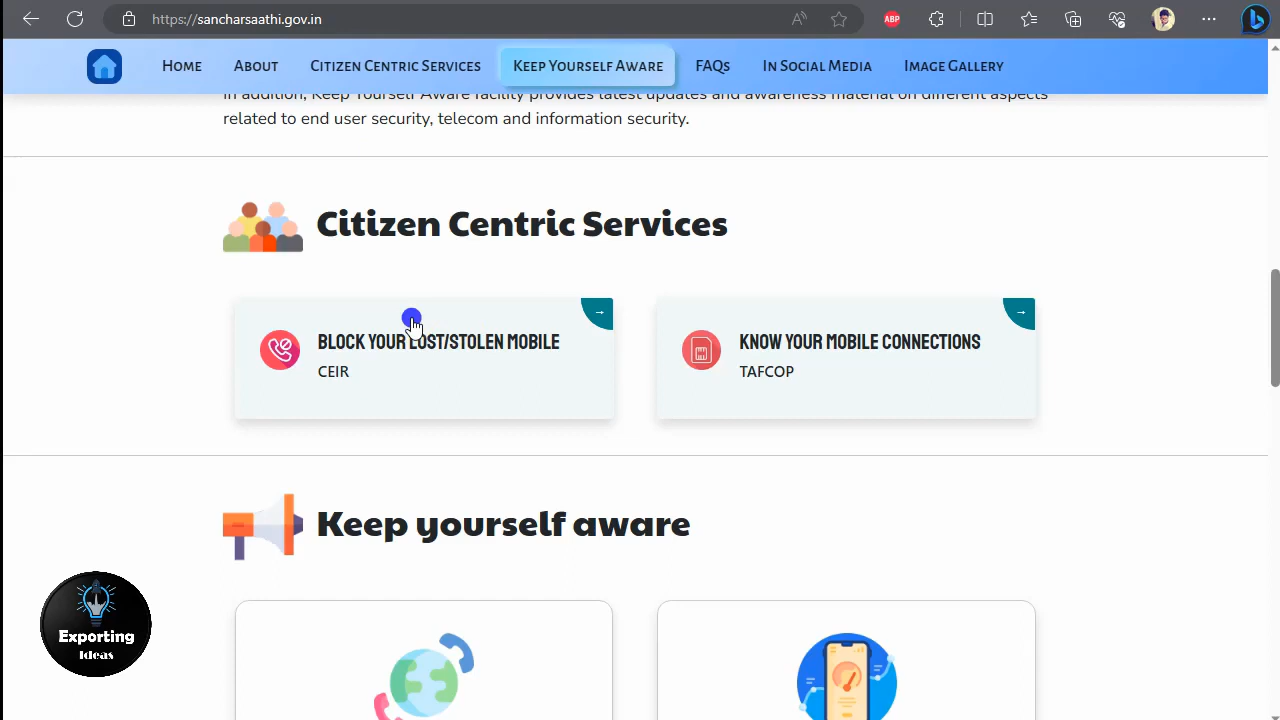 https://sancharsaathi.gov.in
ABP
Home About Citizen Centric Services Keep Yourself Aware FAQs In Social Media Image Gallery
In addition, Keep Yourself Aware facility provides latest updates and awareness material on different aspects
related to end user security, telecom and information security.
Citizen Centric Services
BLOCK YOUR LOST/STOLEN MOBILE
CEIR
KNOW YOUR MOBILE CONNECTIONS
TAFCOP
Keep yourself aware
Exporting
Ideas